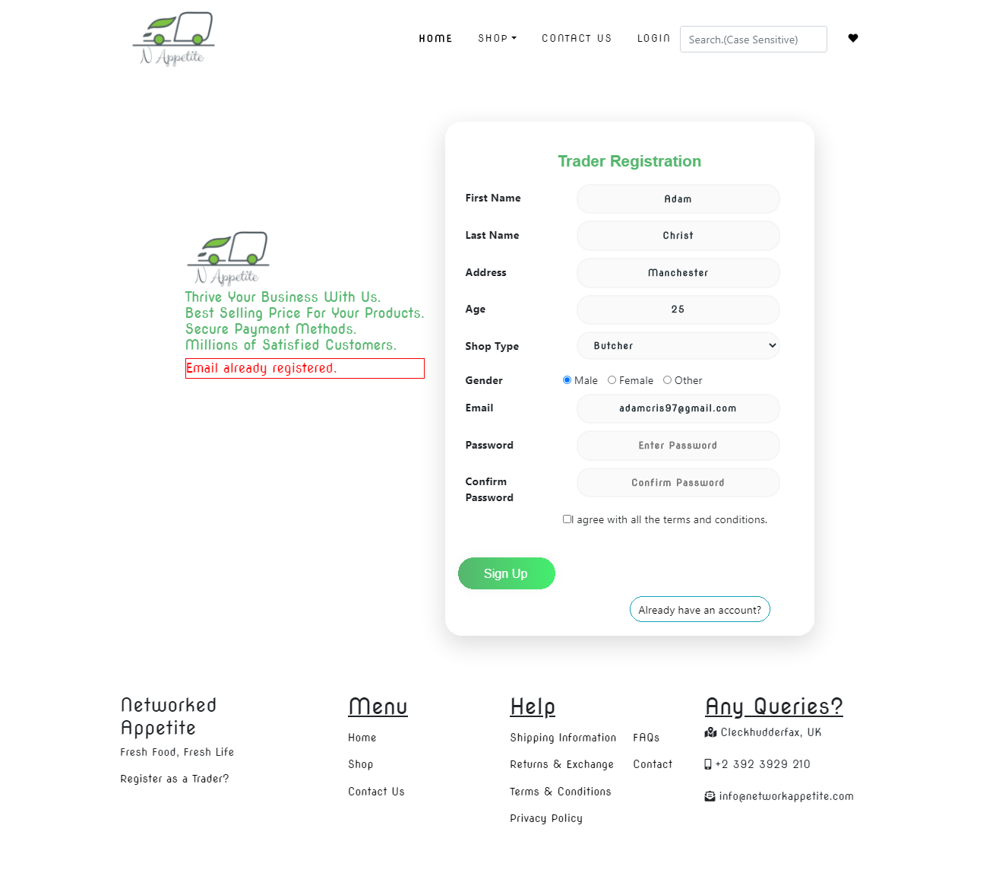 N Appetite
HOME
SHOP
CONTACT US
LOGIN
Search.(Case Sensitive)
N Appetite
Thrive Your Business With Us.
Best Selling Price For Your Products.
Secure Payment Methods.
Millions of Satisfied Customers.
Email already registered.
Trader Registration
First Name
Adam
Last Name
Christ
Address
Manchester
Age
25
Shop Type
Butcher
Gender
Male
Female
Other
Email
adamcris97@gmail.com
Password
Enter Password
Confirm
Password
Confirm Password
I agree with all the terms and conditions.
Sign Up
Already have an account?
Networked
Appetite
Fresh Food, Fresh Life
Register as a Trader?
Menu
Home
Shop
Contact Us
Help
Shipping Information
Returns & Exchange
Terms & Conditions
Privacy Policy
FAQs
Contact
Any Queries?
Cleckhudderfax, UK
+2 392 3929 210
info@networkappetite.com